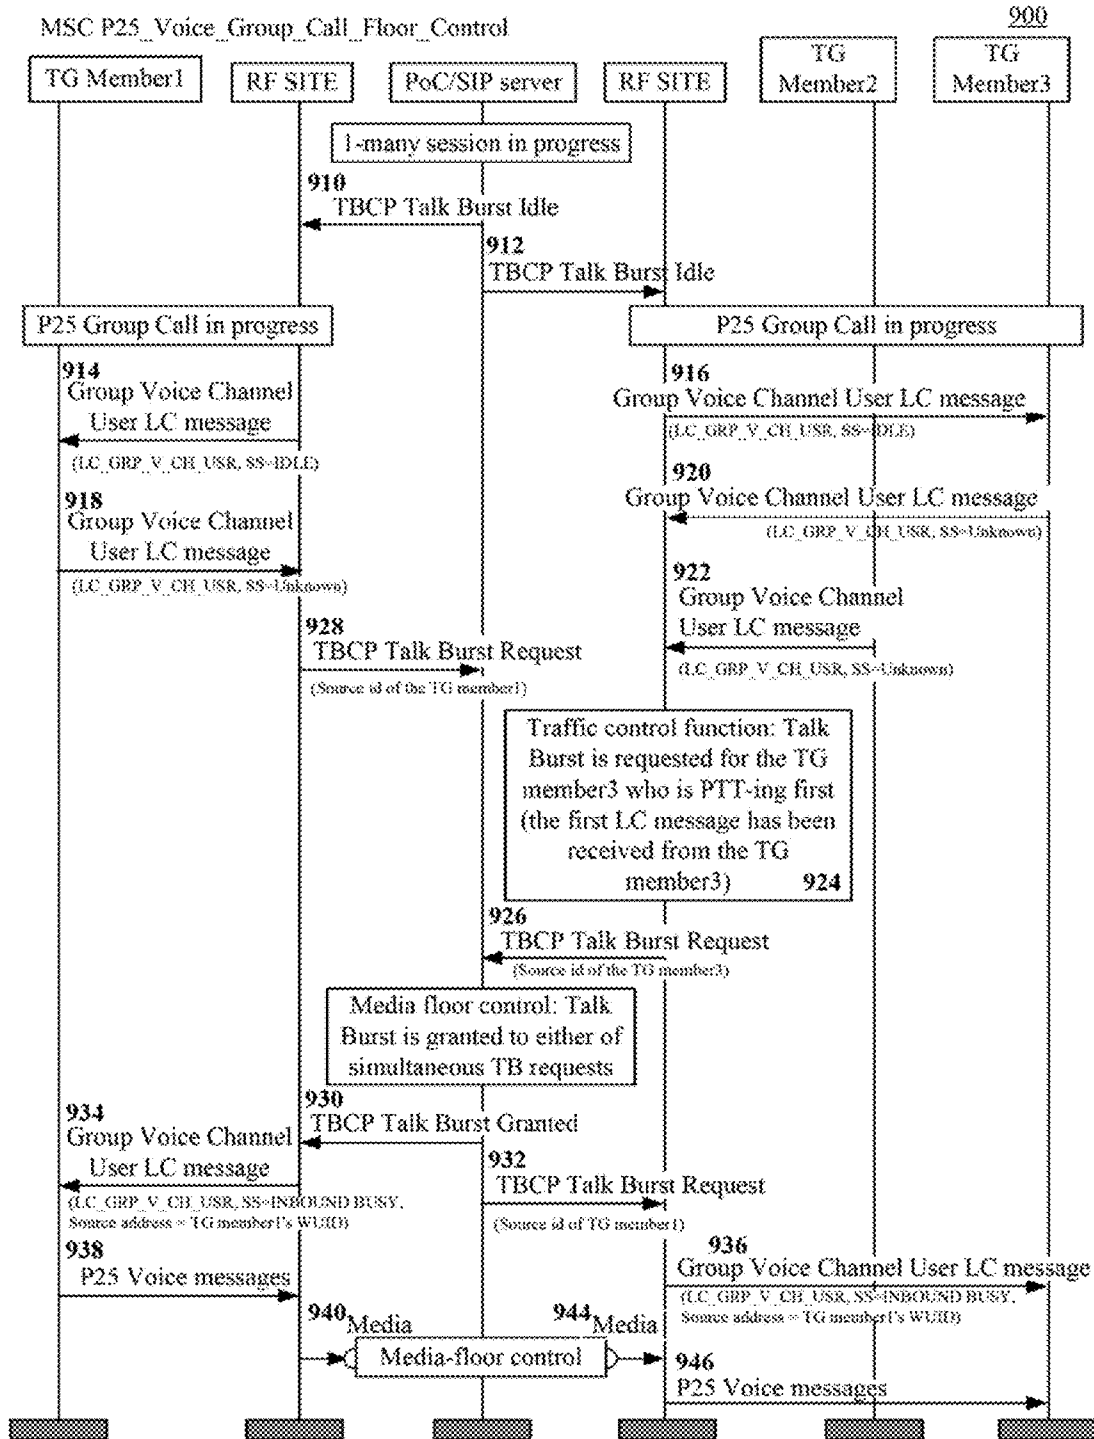 900
MSC P25_Voice_Group_Call_Floor_Control
TG Member1
RF SITE
PoC/SIP server
RF SITE
TG
Member2
TG
Member3
1-many session in progress
910
TBCP Talk Burst Idle
912
TBCP Talk Burst Idle
P25 Group Call in progress
P25 Group Call in progress
914
Group Voice Channel
User LC message
(LC_GRP_V_CH_USR, SS=IDLE)
916
Group Voice Channel User LC message
(LC_GRP_V_CH_USR, SS=IDLE)
918
Group Voice Channel
User LC message
(LC_GRP_V_CH_USR, SS=Unknown)
920
Group Voice Channel User LC message
(LC_GRP_V_CH_USR, SS=Unknown)
922
Group Voice Channel
User LC message
(LC_GRP_V_CH_USR, SS=Unknown)
928
TBCP Talk Burst Request
(Source id of the TG member1)
Traffic control function: Talk
Burst is requested for the TG
member3 who is PTT-ing first
(the first LC message has been
received from the TG
member3) 924
926
TBCP Talk Burst Request
(Source id of the TG member3)
Media floor control: Talk
Burst is granted to either of
simultaneous TB requests
930
TBCP Talk Burst Granted
934
Group Voice Channel
User LC message
(LC_GRP_V_CH_USR, SS=INBOUND BUSY,
Source address = TG member1's WUID)
932
TBCP Talk Burst Request
(Source id of TG member1)
936
Group Voice Channel User LC message
(LC_GRP_V_CH_USR, SS=INBOUND BUSY,
Source address = TG member1's WUID)
938
P25 Voice messages
940 Media
944 Media
Media-floor control
946
P25 Voice messages